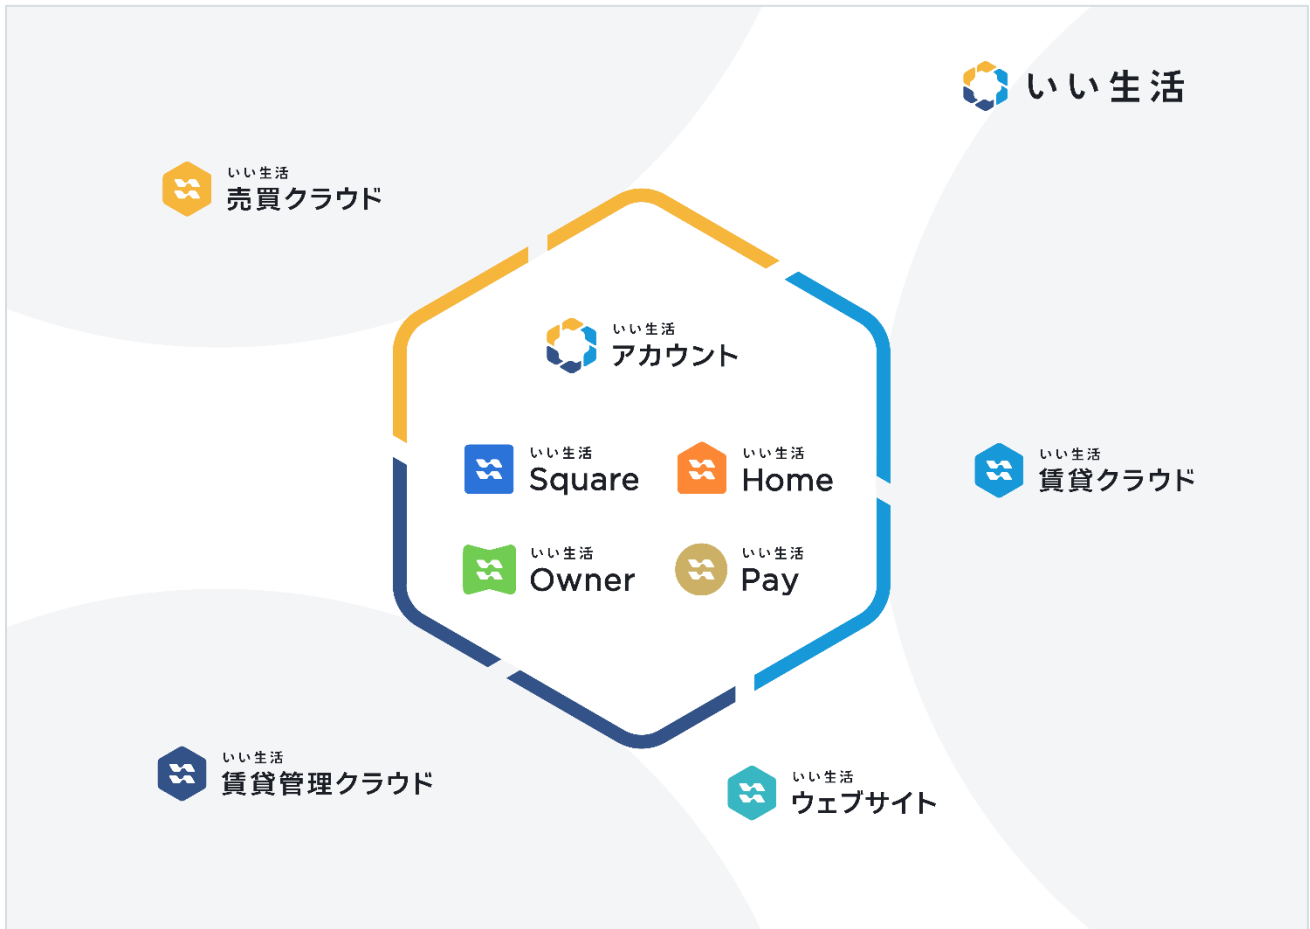 いい生活
いい生活
売買クラウド
いい生活
アカウント
いい生活
Square
いい生活
Home
いい生活
賃貸クラウド
いい生活
Owner
いい生活
Pay
いい生活
賃貸管理クラウド
いい生活
ウェブサイト